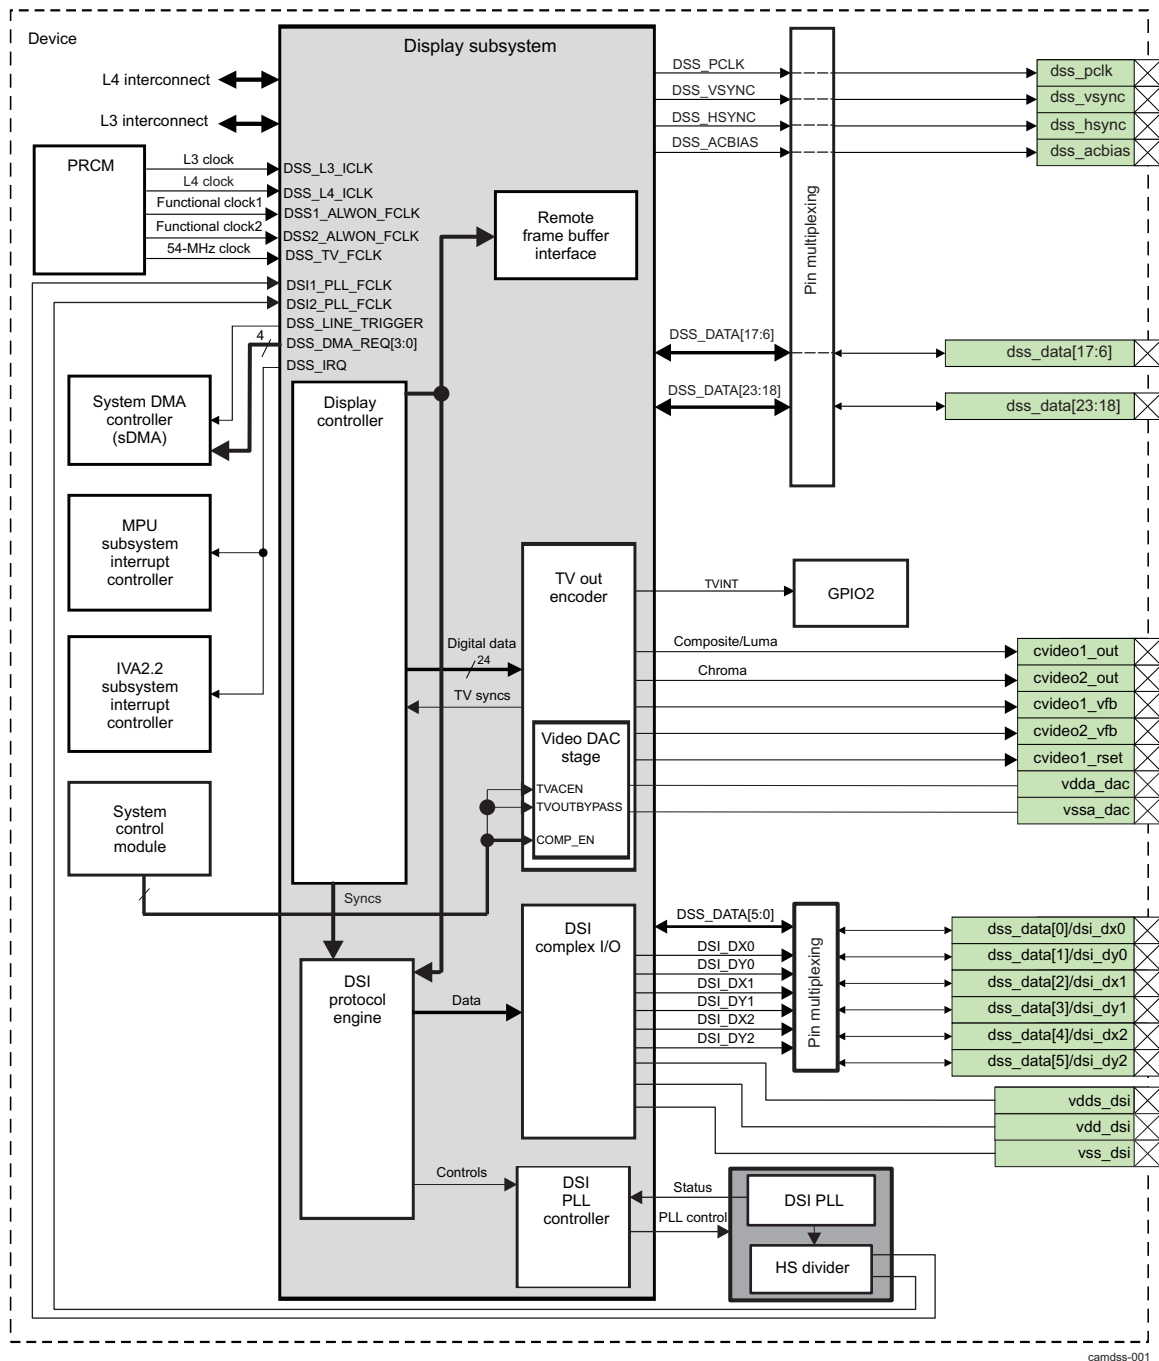 Device
Display subsystem
L4 interconnect
L3 interconnect
PRCM
L3 clock
L4 clock
Functional clock1
Functional clock2
54-MHz clock
DSS_L3_ICLK
DSS_L4_ICLK
DSS1_ALWON_FCLK
DSS2_ALWON_FCLK
DSS_TV_FCLK
DSI1_PLL_FCLK
DSI2_PLL_FCLK
DSS_LINE_TRIGGER
4
DSS_DMA_REQ[3:0]
DSS_IRQ
Remote
frame buffer
interface
DSS_PCLK
DSS_VSYNC
DSS_HSYNC
DSS_ACBIAS
Pin multiplexing
dss_pclk
dss_vsync
dss_hsync
dss_acbias
DSS_DATA[17:6]
dss_data[17:6]
DSS_DATA[23:18]
dss_data[23:18]
System DMA
controller
(sDMA)
Display
controller
MPU
subsystem
interrupt
controller
IVA2.2
subsystem
interrupt
controller
System
control
module
TV out
encoder
TVINT
GPIO2
Digital data
24
TV syncs
Composite/Luma
Chroma
cvideo1_out
cvideo2_out
cvideo1_vfb
cvideo2_vfb
cvideo1_rset
vdda_dac
vssa_dac
Video DAC
stage
TVACEN
TVOUTBYPASS
COMP_EN
Syncs
DSI
complex I/O
DSS_DATA[5:0]
DSI_DX0
DSI_DY0
DSI_DX1
DSI_DY1
DSI_DX2
DSI_DY2
Pin multiplexing
dss_data[0]/dsi_dx0
dss_data[1]/dsi_dy0
dss_data[2]/dsi_dx1
dss_data[3]/dsi_dy1
dss_data[4]/dsi_dx2
dss_data[5]/dsi_dy2
vdds_dsi
vdd_dsi
vss_dsi
DSI
protocol
engine
Data
Controls
DSI
PLL
controller
Status
PLL control
DSI PLL
HS divider
camdss-001